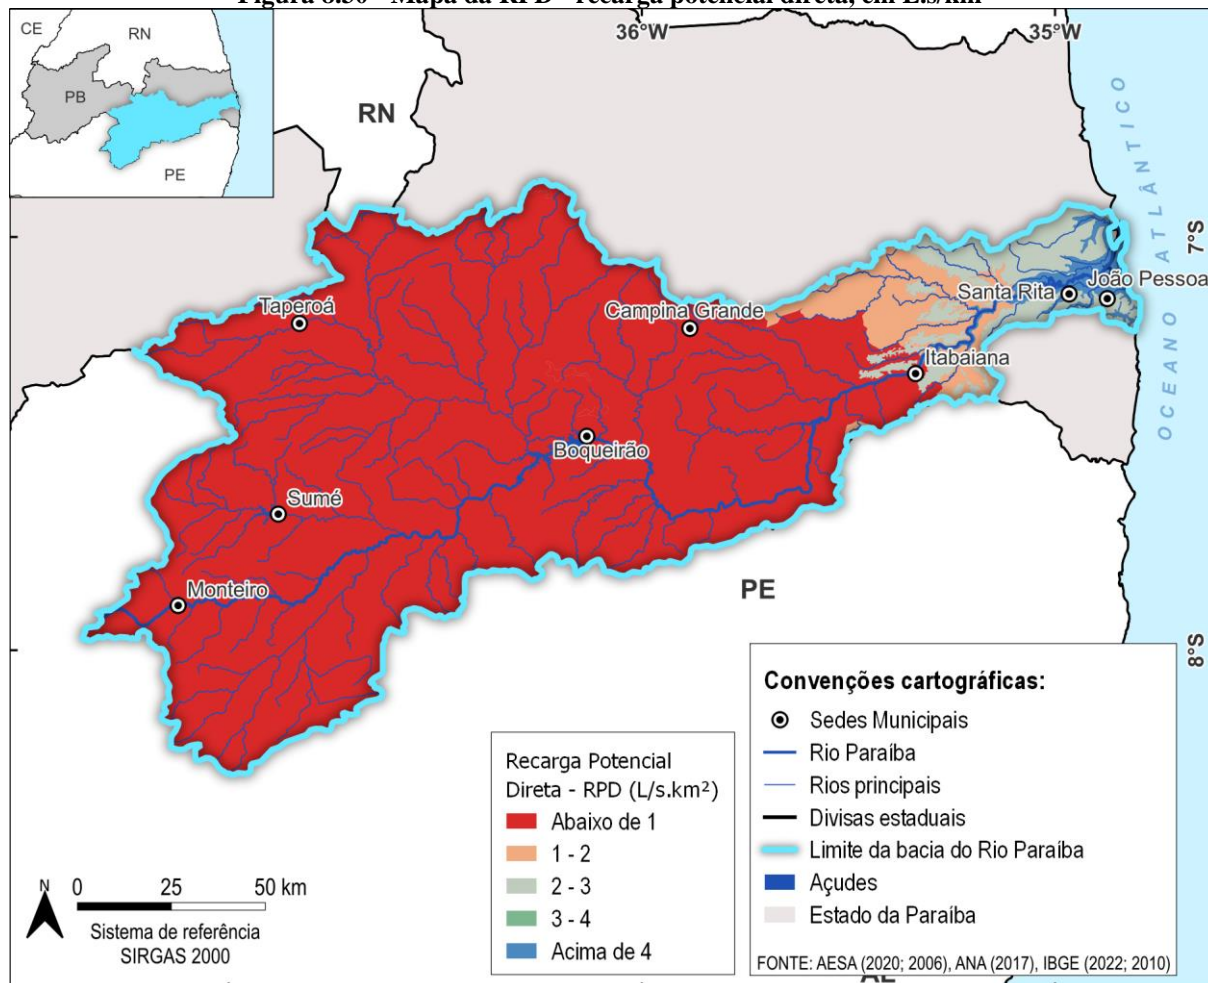 Figura 8.30 - Mapa da RPD - recarga potencial direta, em L.s/km²
36°W
35°W
CE
RN
PB
PE
RN
OCEANO ATLÂNTICO
7°S
João Pessoa
Santa Rita
Taperoá
Campina Grande
Itabaiana
Boqueirão
Sumé
Monteiro
PE
8°S
Recarga Potencial
Direta - RPD (L/s.km²)
Abaixo de 1
1 - 2
2 - 3
3 - 4
Acima de 4
Convenções cartográficas:
Sedes Municipais
Rio Paraíba
Rios principais
Divisas estaduais
Limite da bacia do Rio Paraíba
Açudes
Estado da Paraíba
FONTE: AESA (2020; 2006), ANA (2017), IBGE (2022; 2010)
N
0 25 50 km
Sistema de referência
SIRGAS 2000
AL